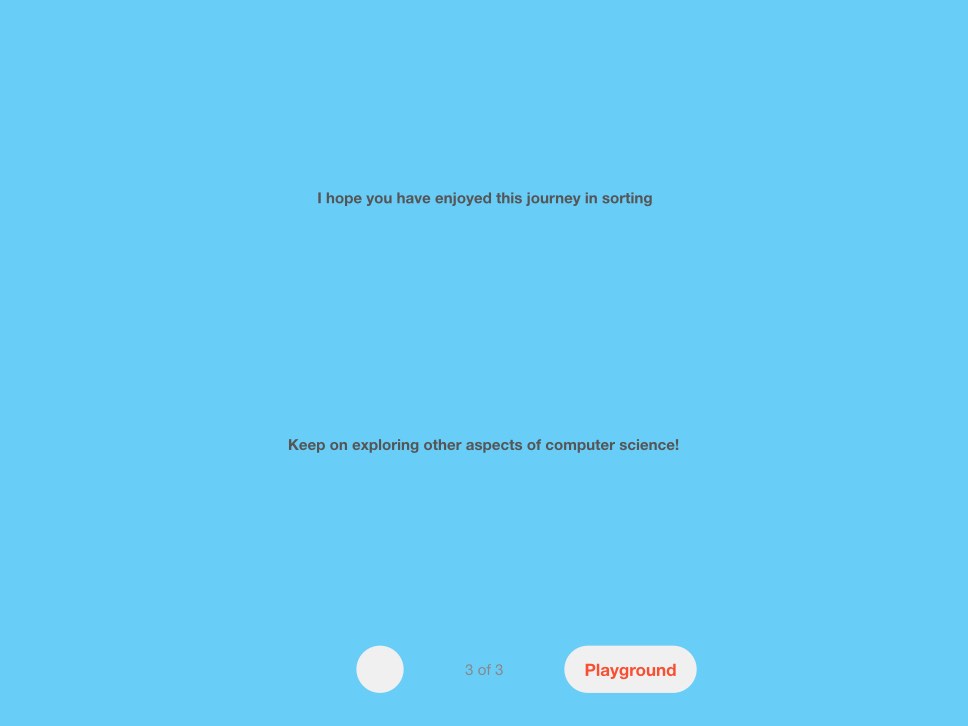 I hope you have enjoyed this journey in sorting
Keep on exploring other aspects of computer science!
3 of 3
Playground